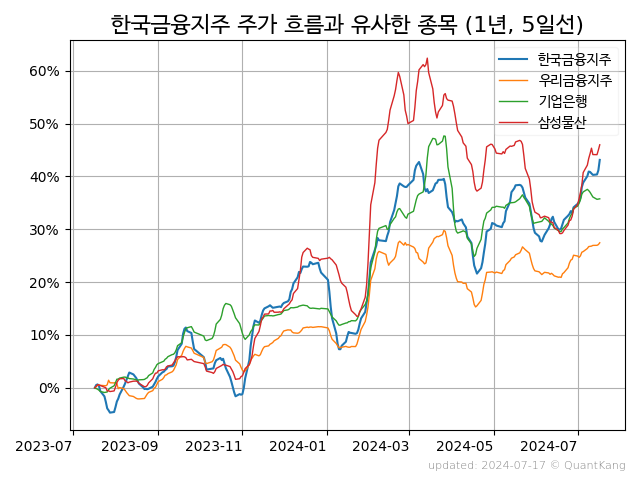 한국금융지주 주가 흐름과 유사한 종목 (1년, 5일선)
한국금융지주
우리금융지주
기업은행
삼성물산
60%
50%
40%
30%
20%
10%
0%
2023-07 2023-09 2023-11 2024-01 2024-03 2024-05 2024-07
updated: 2024-07-17 © QuantKang